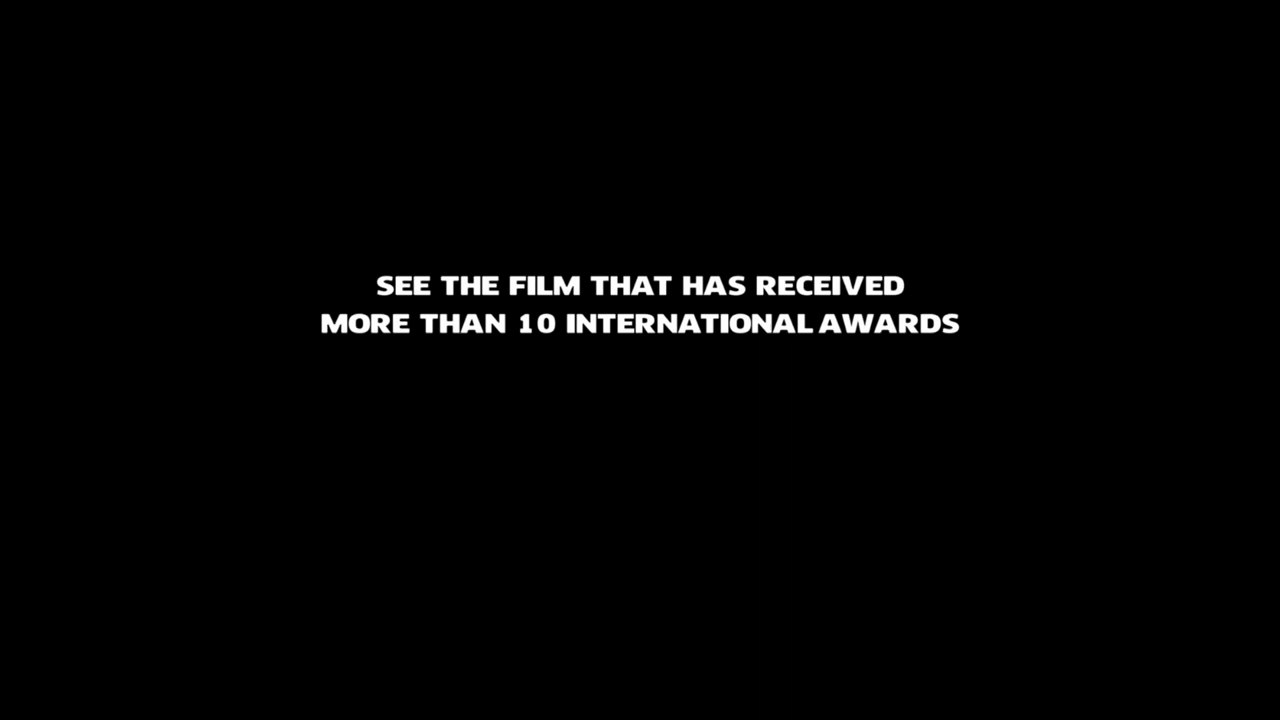 SEE THE FILM THAT HAS RECEIVED
MORE THAN 10 INTERNATIONAL AWARDS